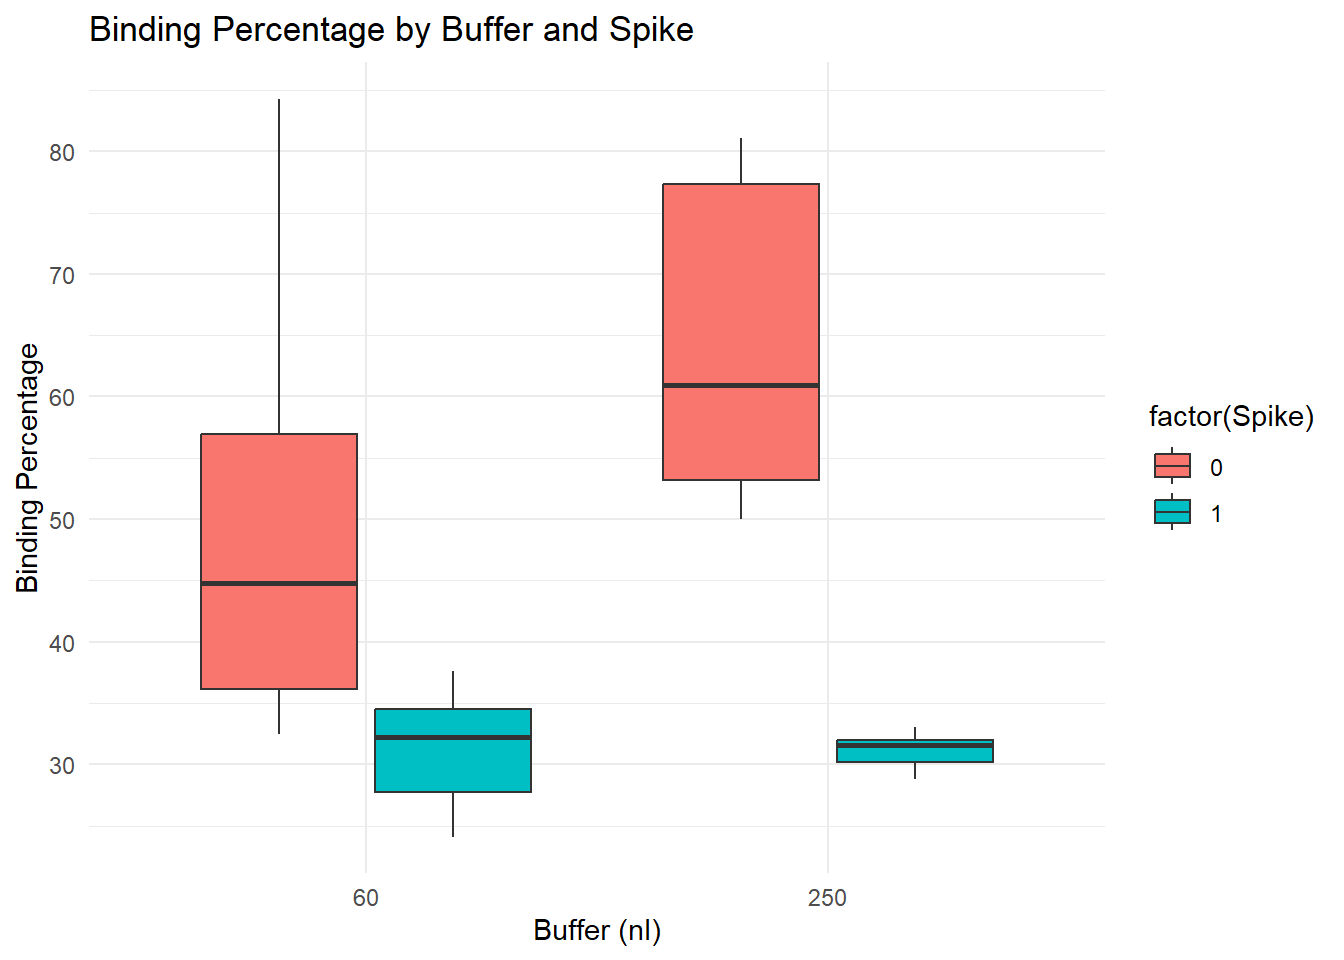 Binding Percentage by Buffer and Spike
Binding Percentage
80
70
60
50
40
30
60
250
Buffer (nl)
factor(Spike)
0
1